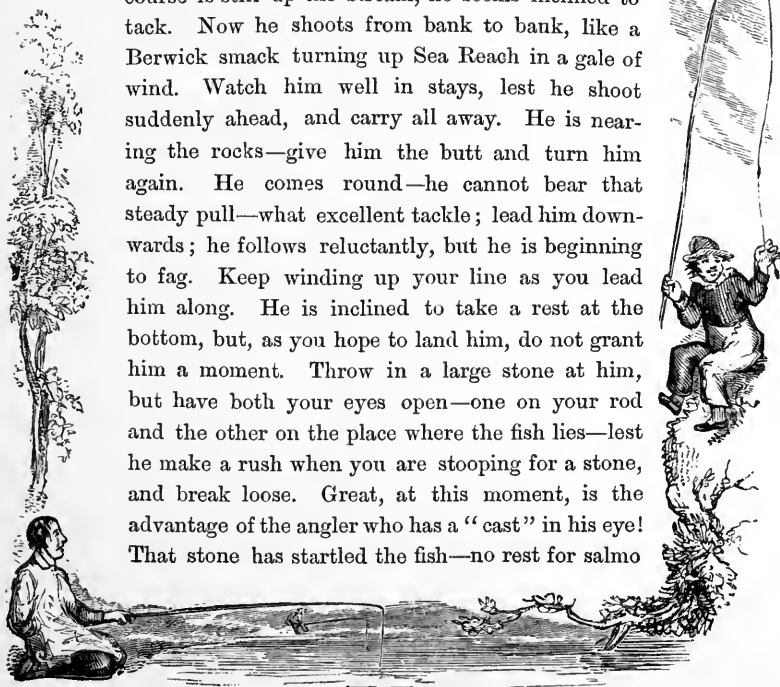 course is still up the stream, he seems inclined to
tack. Now he shoots from bank to bank, like a
Berwick smack turning up Sea Reach in a gale of
wind. Watch him well in stays, lest he shoot
suddenly ahead, and carry all away. He is near-
ing the rocks—give him the butt and turn him
again. He comes round—he cannot bear that
steady pull—what excellent tackle; lead him down-
wards; he follows reluctantly, but he is beginning
to fag. Keep winding up your line as you lead
him along. He is inclined to take a rest at the
bottom, but, as you hope to land him, do not grant
him a moment. Throw in a large stone at him,
but have both your eyes open—one on your rod
and the other on the place where the fish lies—lest
he make a rush when you are stooping for a stone,
and break loose. Great, at this moment, is the
advantage of the angler who has a “cast” in his eye!
That stone has startled the fish—no rest for salmo